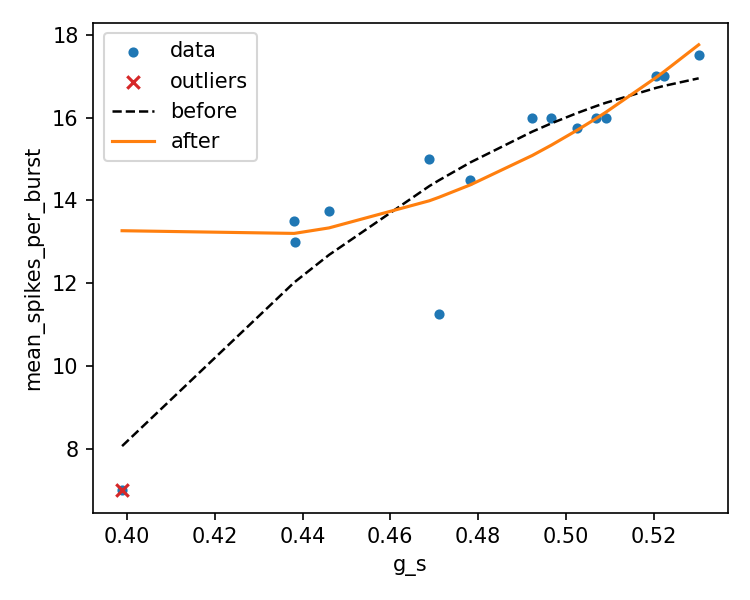 data
outliers
before
after
18
16
14
12
10
8
mean_spikes_per_burst
0.40 0.42 0.44 0.46 0.48 0.50 0.52
g_s